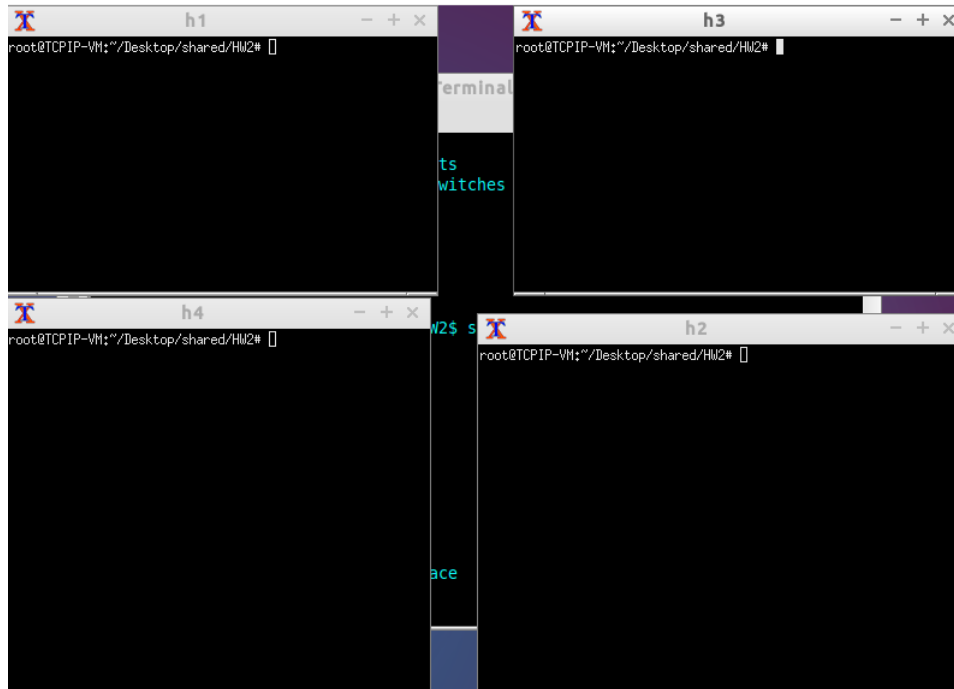 h1
root@TCPIP-VM:~/Desktop/shared/HW2#
h3
root@TCPIP-VM:~/Desktop/shared/HW2#
Terminal
ts
witches
h4
root@TCPIP-VM:~/Desktop/shared/HW2#
W2$ s
h2
root@TCPIP-VM:~/Desktop/shared/HW2#
ace